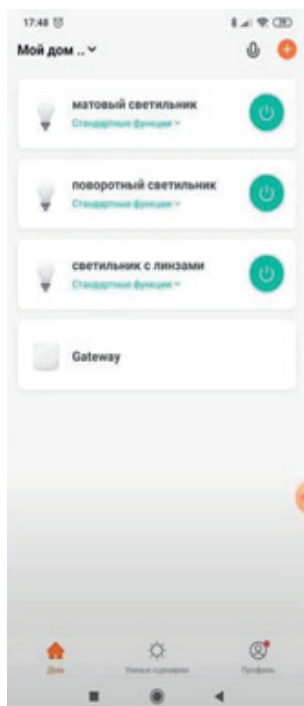 17:48
Мой дом ..
матовый светильник
Стандартные функции
поворотный светильник
Стандартные функции
светильник с линзами
Стандартные функции
Gateway
Дом
Умные сценарии
Профиль